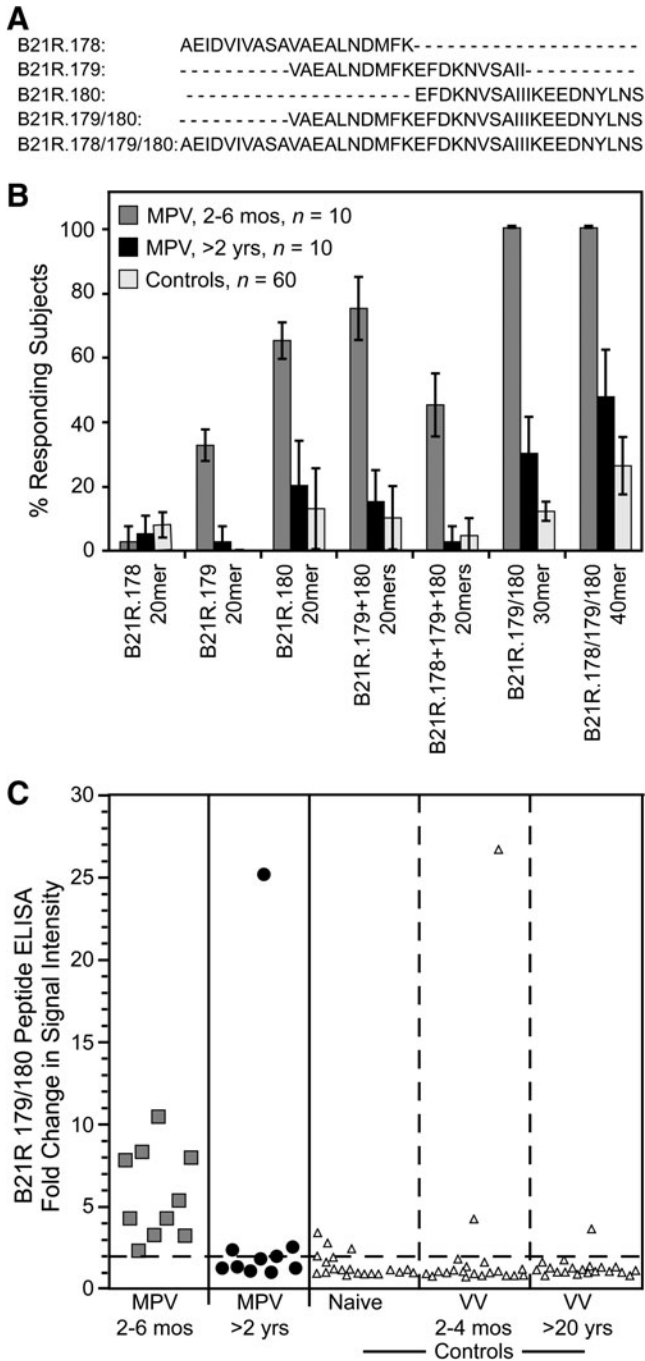 A
B21R.178: AEIDVIVASAVAEALNDMFK---------------------
B21R.179: ----------VAEALNDMFKEFDKNVSAII-----------
B21R.180: --------------------EFDKNVSAIIIKEEDNYLNS
B21R.179/180: ----------VAEALNDMFKEFDKNVSAIIIKEEDNYLNS
B21R.178/179/180: AEIDVIVASAVAEALNDMFKEFDKNVSAIIIKEEDNYLNS
B
MPV, 2-6 mos, n = 10
MPV, >2 yrs, n = 10
Controls, n = 60
% Responding Subjects
100
80
60
40
20
0
B21R.178
20mer
B21R.179
20mer
B21R.180
20mer
B21R.179+180
20mers
B21R.178+179+180
20mers
B21R.179/180
30mer
B21R.178/179/180
40mer
C
B21R 179/180 Peptide ELISA
Fold Change in Signal Intensity
30
25
20
15
10
5
0
MPV
2-6 mos
MPV
>2 yrs
Naive
VV
2-4 mos
VV
>20 yrs
Controls